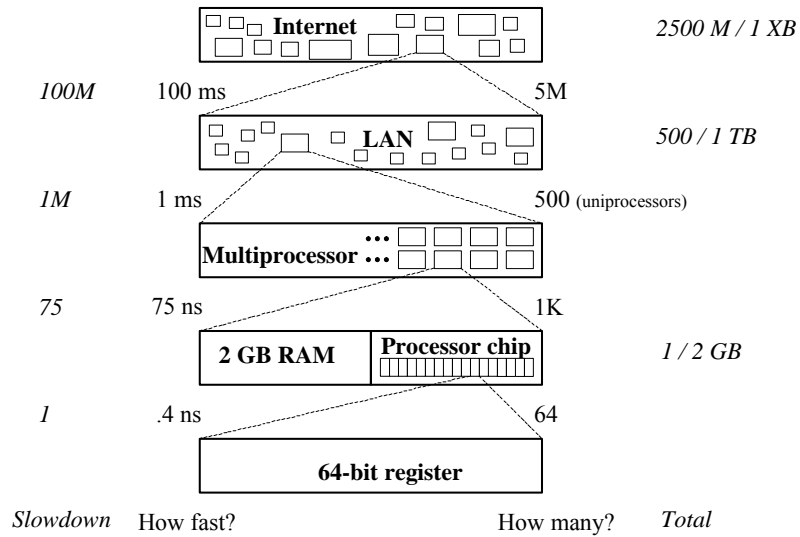 Internet
2500 M / 1 XB
100M 100 ms 5M
LAN
500 / 1 TB
1M 1 ms 500 (uniprocessors)
Multiprocessor ...
...
75 75 ns 1K
2 GB RAM Processor chip
1 / 2 GB
1 .4 ns 64
64-bit register
Slowdown How fast? How many? Total